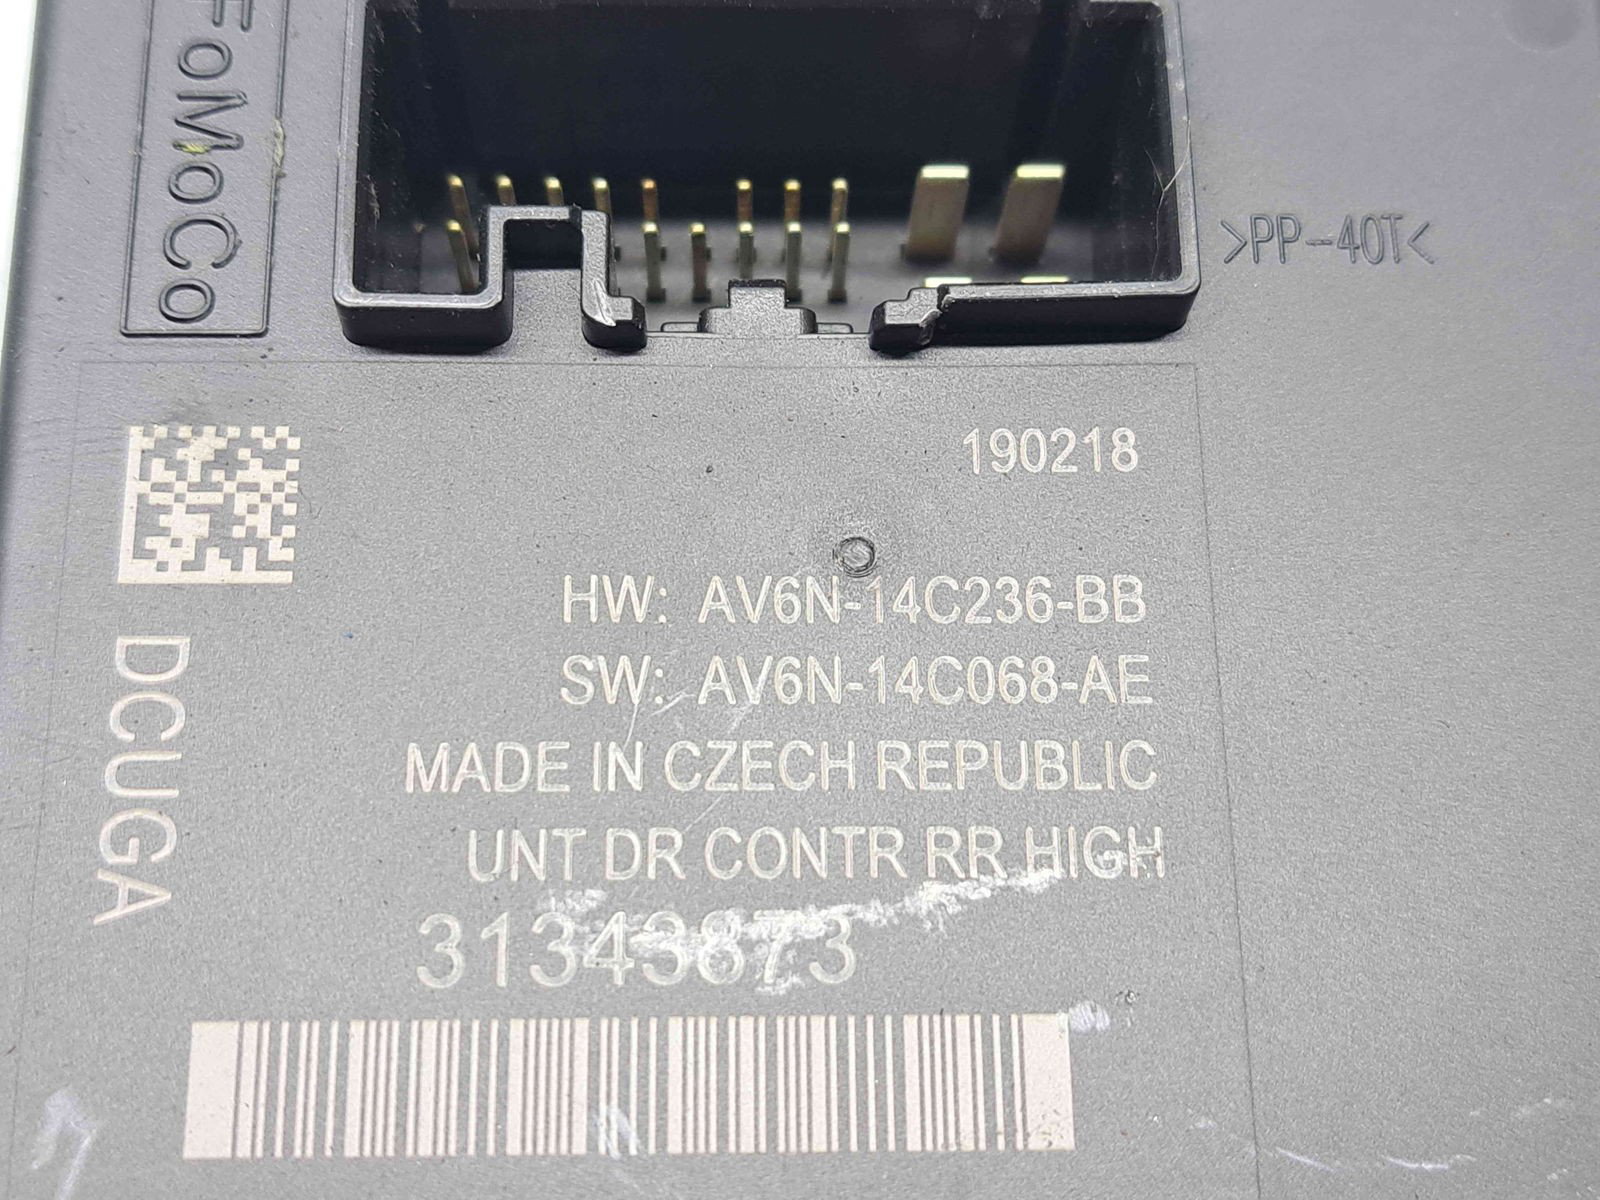 FoMoCo
>PP-40T<
190218
HW: AV6N-14C236-BB
SW: AV6N-14C068-AE
MADE IN CZECH REPUBLIC
UNT DR CONTR RR HIGH
31343873
DCUGA